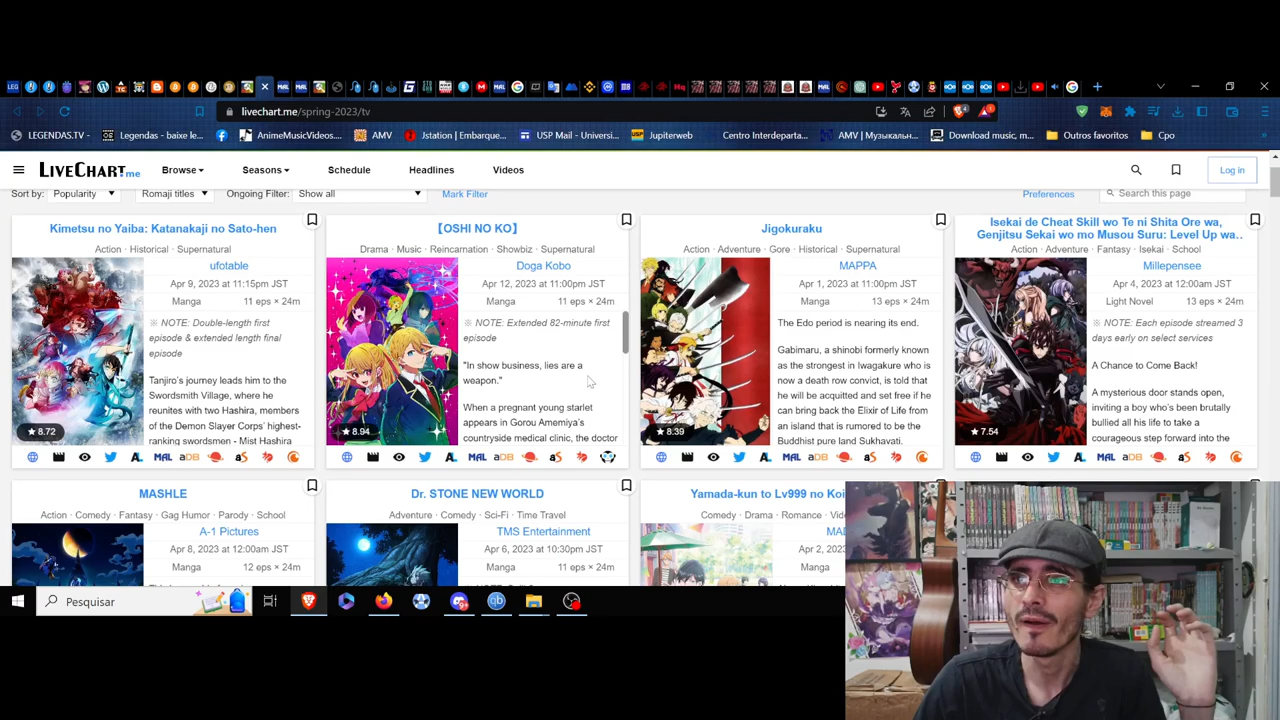 livechart.me/spring-2023/tv
LEGENDAS.TV -
Legendas - baixe le...
AnimeMusicVideos....
AMV
Jstation | Embarque...
USP Mail - Universi...
Jupiterweb
Centro Interdeparta...
AMV | Музыкальн...
Download music, m...
Outros favoritos
Cpo
LIVECHART.me
Browse
Seasons
Schedule
Headlines
Videos
Log in
Sort by:
Popularity
Romaji titles
Ongoing Filter:
Show all
Mark Filter
Preferences
Search this page
Kimetsu no Yaiba: Katanakaji no Sato-hen
Action · Historical · Supernatural
ufotable
Apr 9, 2023 at 11:15pm JST
Manga
11 eps × 24m
※ NOTE: Double-length first
episode & extended length final
episode
Tanjiro's journey leads him to the
Swordsmith Village, where he
reunites with two Hashira, members
of the Demon Slayer Corps' highest-
ranking swordsmen - Mist Hashira
8.72
【OSHI NO KO】
Drama · Music · Reincarnation · Showbiz · Supernatural
Doga Kobo
Apr 12, 2023 at 11:00pm JST
Manga
11 eps × 24m
※ NOTE: Extended 82-minute first
episode
"In show business, lies are a
weapon."
When a pregnant young starlet
appears in Gorou Amemiya's
countryside medical clinic, the doctor
8.94
Jigokuraku
Action · Adventure · Gore · Historical · Supernatural
MAPPA
Apr 1, 2023 at 11:00pm JST
Manga
13 eps × 24m
The Edo period is nearing its end.
Gabimaru, a shinobi formerly known
as the strongest in Iwagakure who is
now a death row convict, is told that
he will be acquitted and set free if he
can bring back the Elixir of Life from
an island that is rumored to be the
Buddhist pure land Sukhavati.
8.39
Isekai de Cheat Skill wo Te ni Shita Ore wa,
Genjitsu Sekai wo mo Musou Suru: Level Up wa..
Action · Adventure · Fantasy · Isekai · School
Millepensee
Apr 4, 2023 at 12:00am JST
Light Novel
13 eps × 24m
※ NOTE: Each episode streamed 3
days early on select services
A Chance to Come Back!
A mysterious door stands open,
inviting a boy who's been brutally
bullied all his life to take a
courageous step forward into the
7.54
MASHLE
Action · Comedy · Fantasy · Gag Humor · Parody · School
A-1 Pictures
Apr 8, 2023 at 12:00am JST
Manga
12 eps × 24m
Dr. STONE NEW WORLD
Adventure · Comedy · Sci-Fi · Time Travel
TMS Entertainment
Apr 6, 2023 at 10:30pm JST
Manga
11 eps × 24m
Yamada-kun to Lv999 no Koi
Comedy · Drama · Romance · Vid
MAD
Apr 2, 202
Manga
Pesquisar